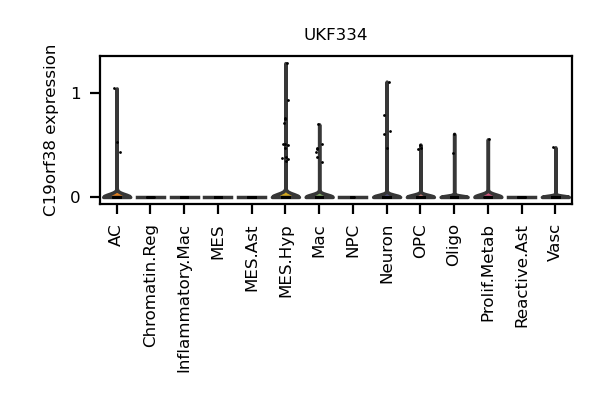 UKF334
C19orf38 expression
1
0
AC
Chromatin.Reg
Inflammatory.Mac
MES
MES.Ast
MES.Hyp
Mac
NPC
Neuron
OPC
Oligo
Prolif.Metab
Reactive.Ast
Vasc